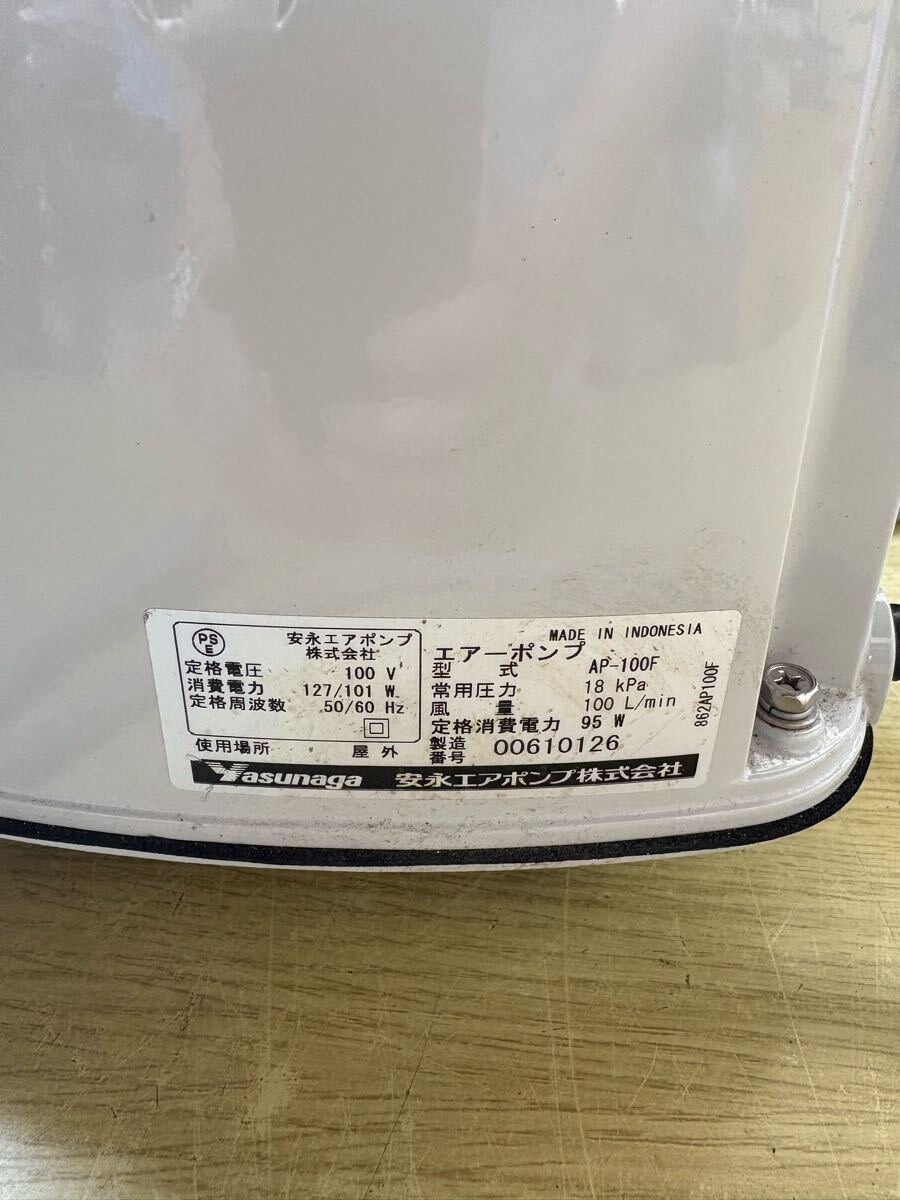 PS
E
安永エアポンプ
株式会社
定格電圧 100 V
消費電力 127/101 W
定格周波数 50/60 Hz
使用場所 屋外
MADE IN INDONESIA
エアーポンプ
型式 AP-100F
常用圧力 18 kPa
風量 100 L/min
定格消費電力 95 W
製造
番号 00610126
862AP100F
Yasunaga 安永エアポンプ株式会社